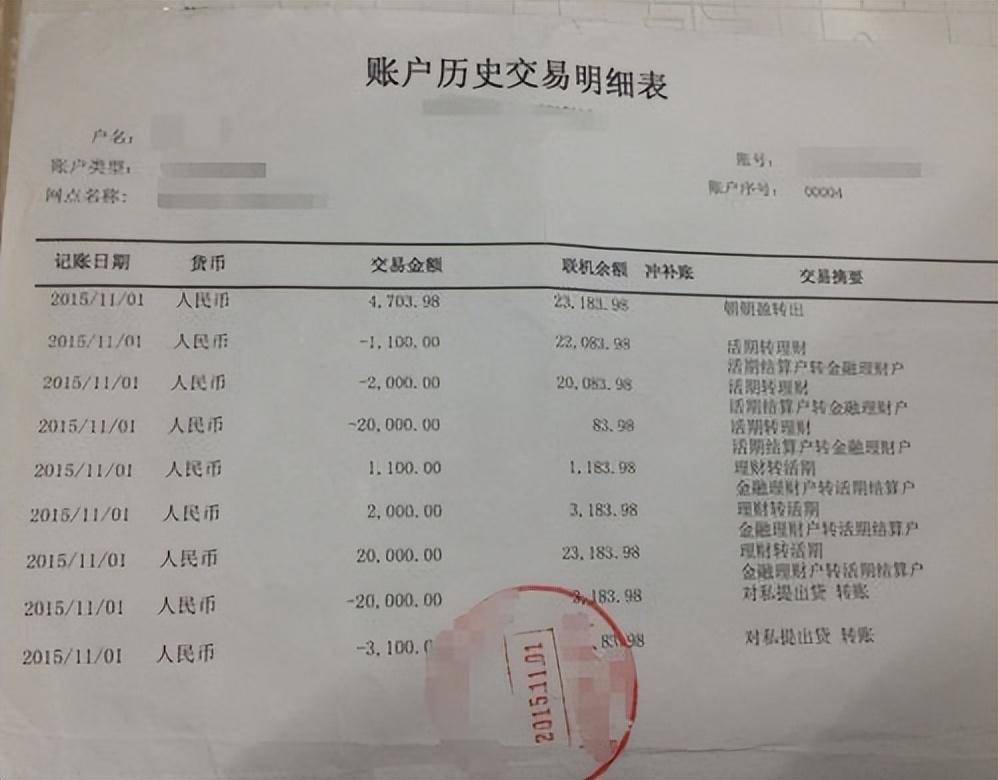 账户历史交易明细表
户名：
账户类型： 账号：
网点名称： 账户序号： 00004
记账日期 货币 交易金额 联机余额 冲补账 交易摘要
2015/11/01 人民币 4,703.98 23,183.98 朝朝盈转出
2015/11/01 人民币 -1,100.00 22,083.98 活期转理财
活期结算户转金融理财户
2015/11/01 人民币 -2,000.00 20,083.98 活期转理财
活期结算户转金融理财户
2015/11/01 人民币 -20,000.00 83.98 活期转理财
活期结算户转金融理财户
2015/11/01 人民币 1,100.00 1,183.98 理财转活期
金融理财户转活期结算户
2015/11/01 人民币 2,000.00 3,183.98 理财转活期
金融理财户转活期结算户
2015/11/01 人民币 20,000.00 23,183.98 理财转活期
金融理财户转活期结算户
2015/11/01 人民币 -20,000.00 3,183.98 对私提出贷 转账
2015/11/01 人民币 -3,100.0 83.98 对私提出贷 转账
2015.11.01